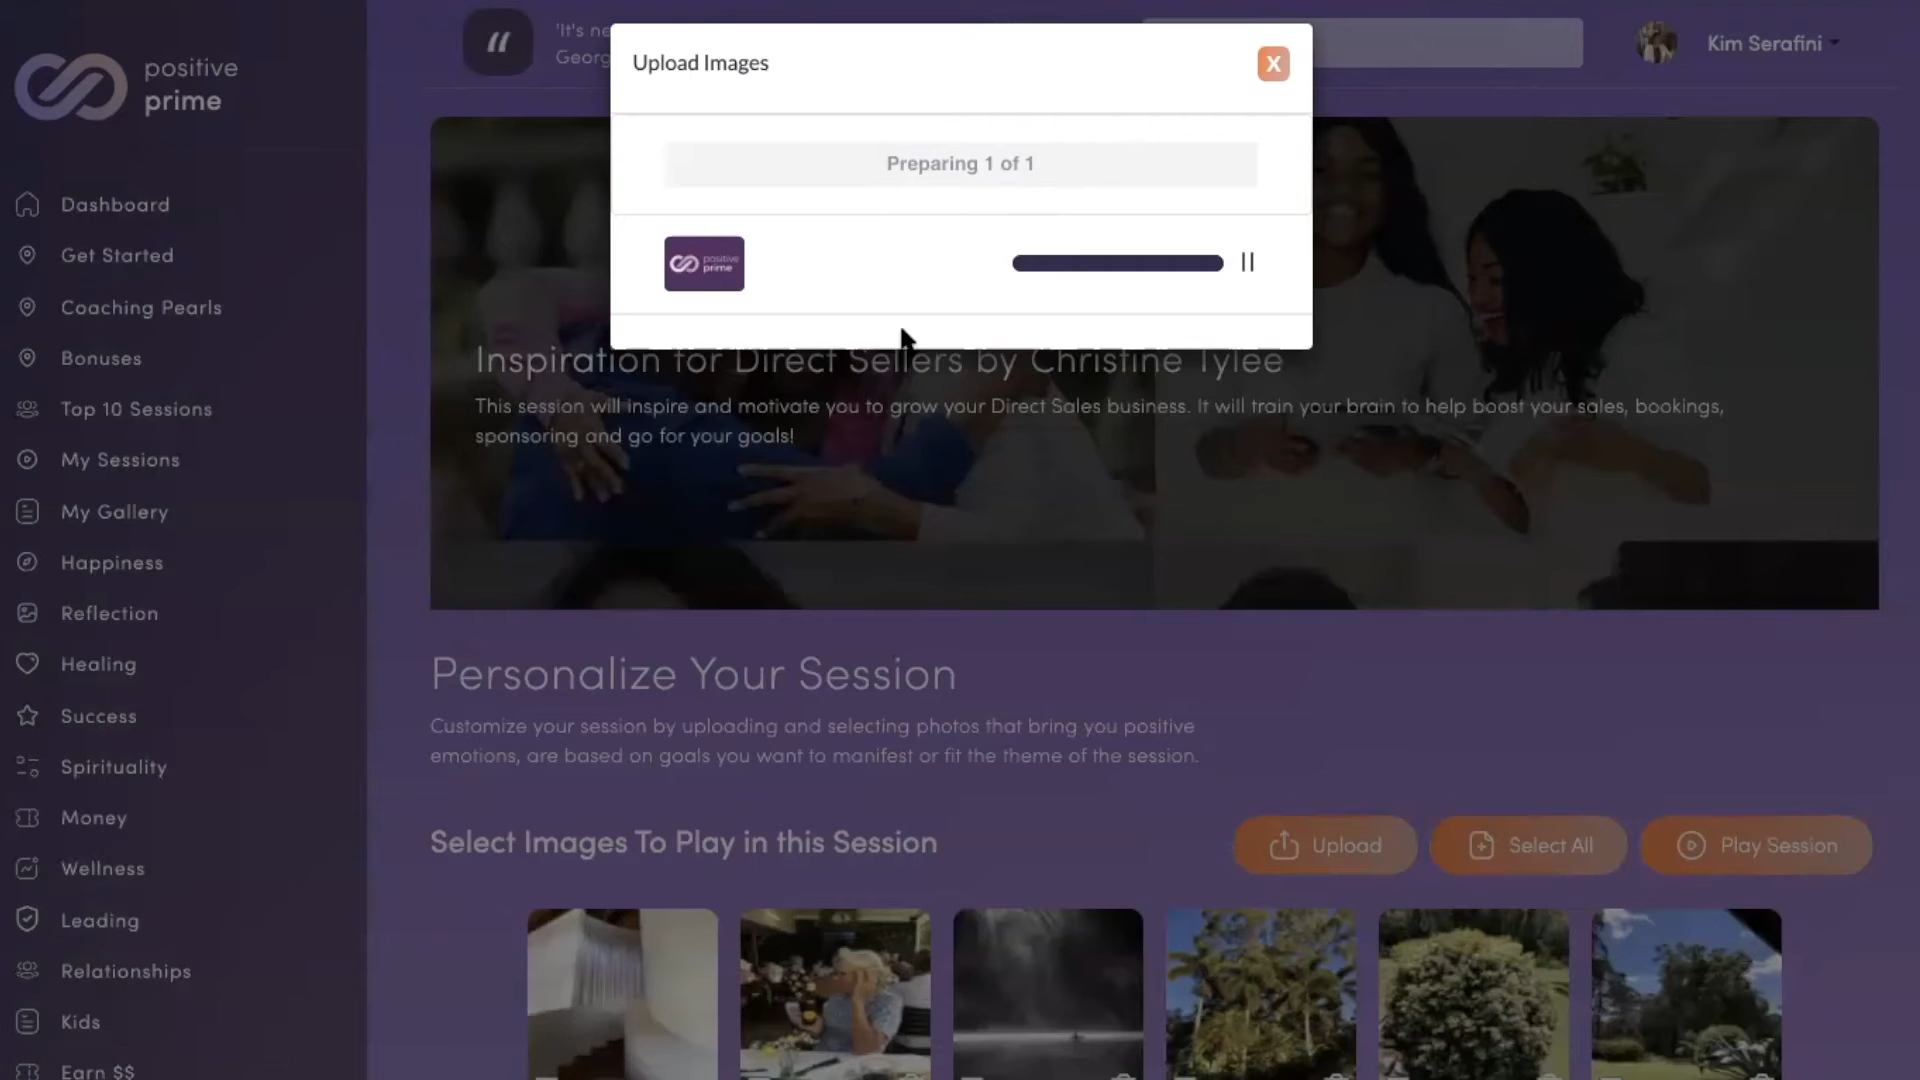 positive
prime
Dashboard
Get Started
Coaching Pearls
Bonuses
Top 10 Sessions
My Sessions
My Gallery
Happiness
Reflection
Healing
Success
Spirituality
Money
Wellness
Leading
Relationships
Kids
Earn $$
'It's ne
Georg
Kim Serafini
Upload Images
X
Preparing 1 of 1
positive
prime
Inspiration for Direct Sellers by Christine Tylee
This session will inspire and motivate you to grow your Direct Sales business. It will train your brain to help boost your sales, bookings,
sponsoring and go for your goals!
Personalize Your Session
Customize your session by uploading and selecting photos that bring you positive
emotions, are based on goals you want to manifest or fit the theme of the session.
Select Images To Play in this Session
Upload
Select All
Play Session